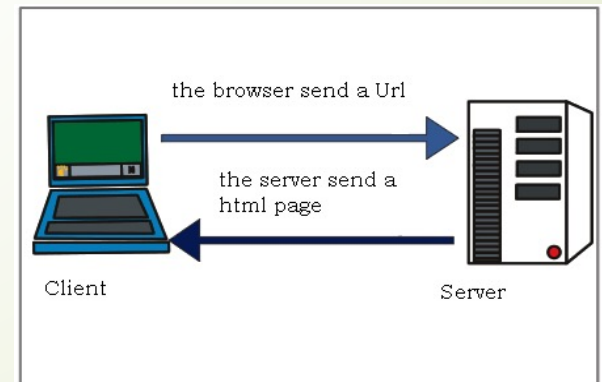 the browser send a Url
the server send a
html page
Client
Server